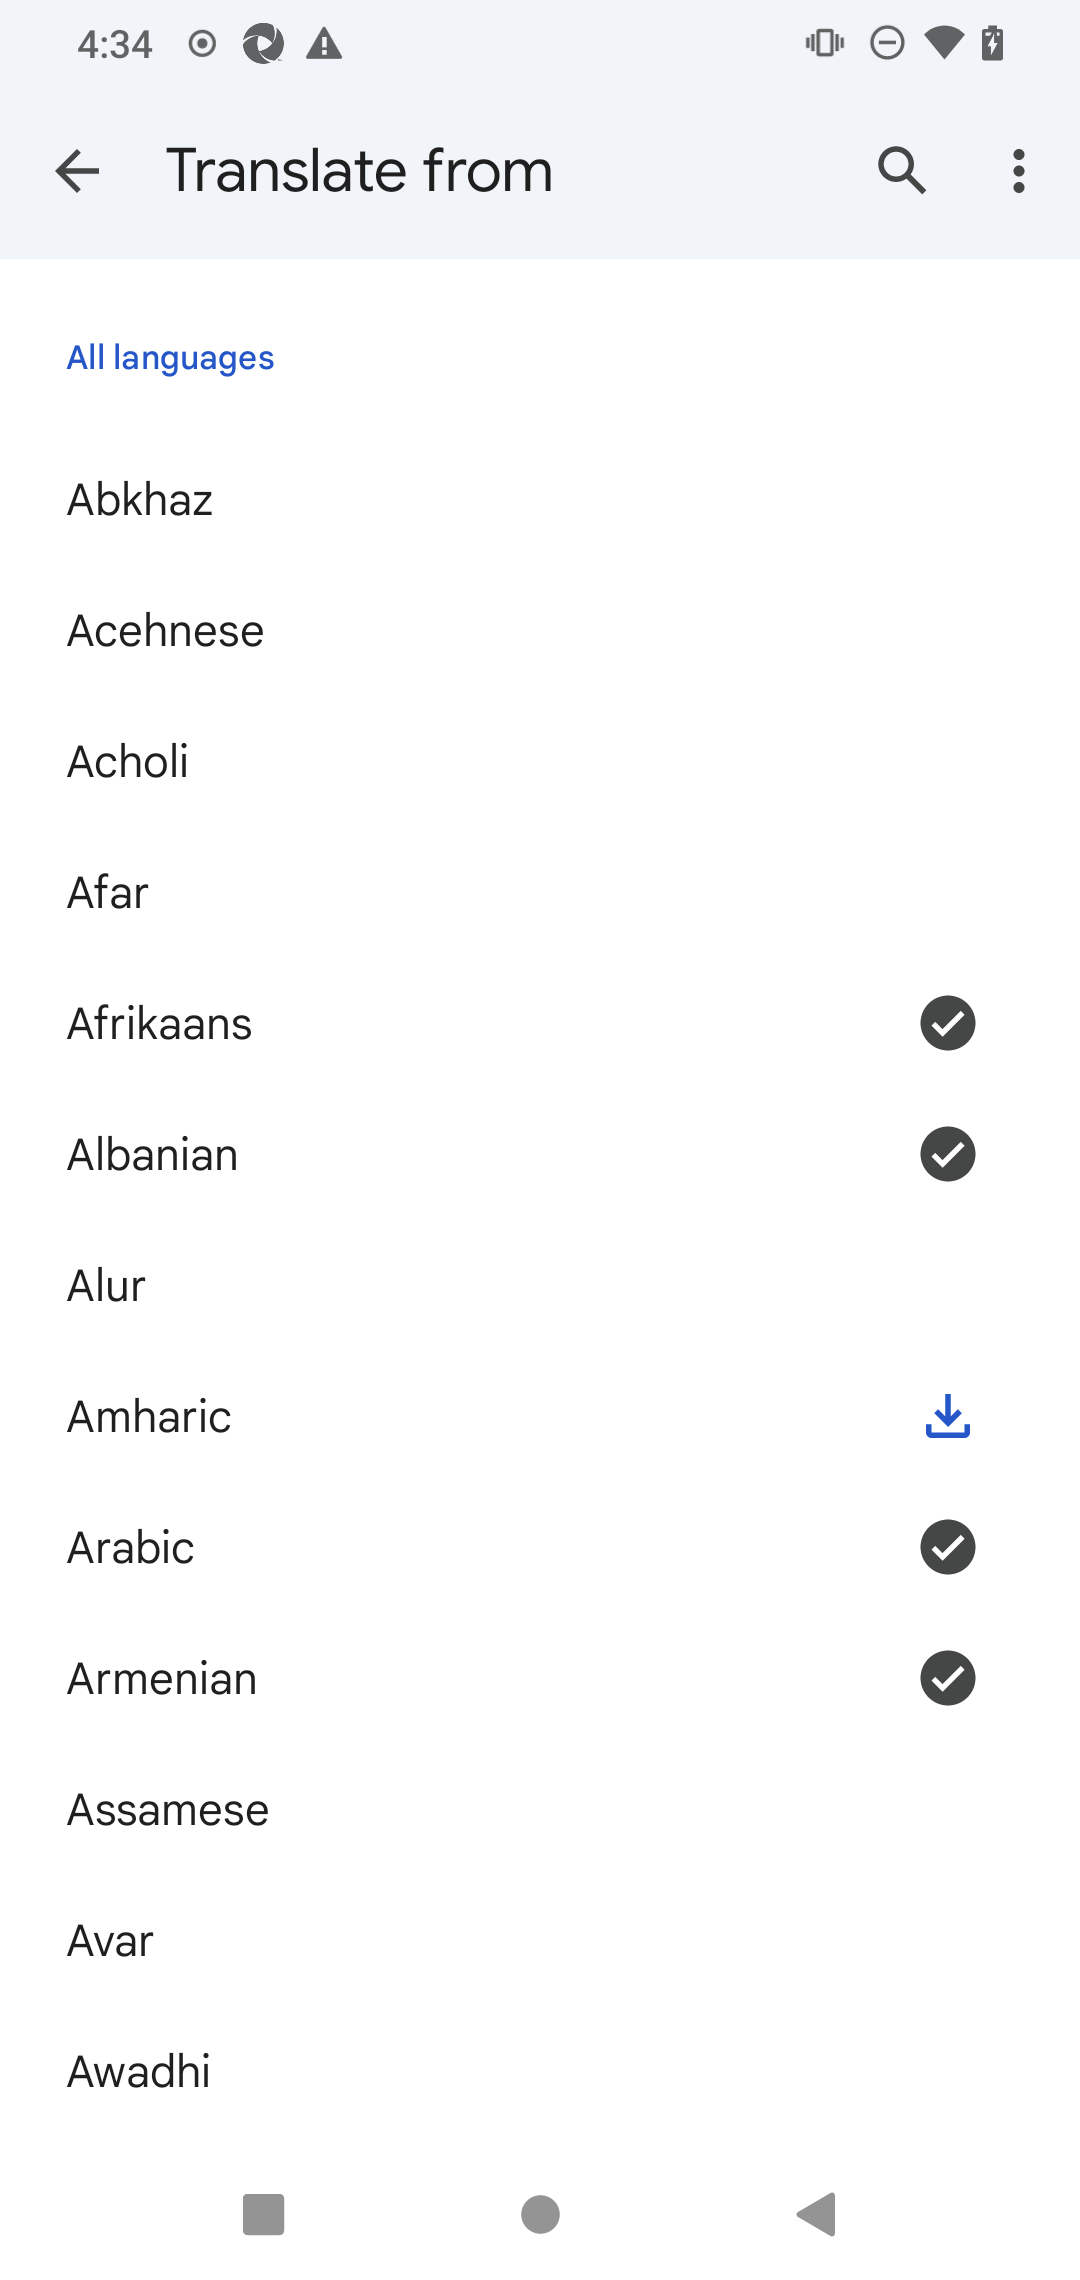 4:34
Translate from
All languages
Abkhaz
Acehnese
Acholi
Afar
Afrikaans
Albanian
Alur
Amharic
Arabic
Armenian
Assamese
Avar
Awadhi